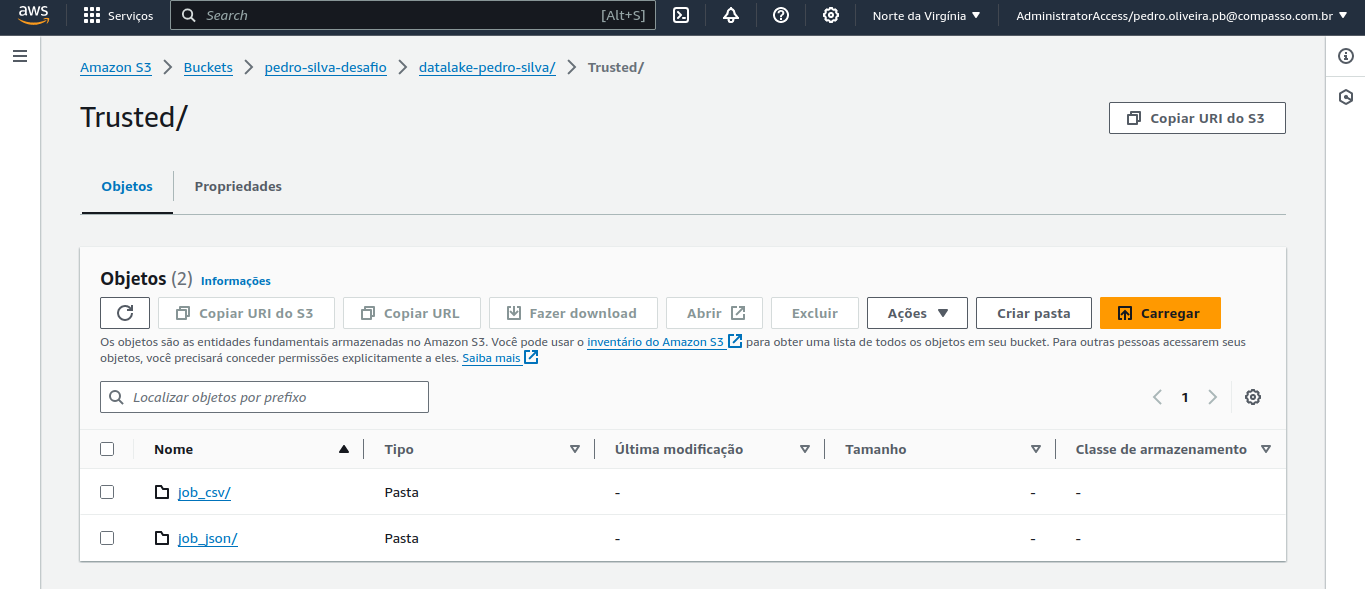 aws Serviços Search [Alt+S] Norte da Virgínia AdministratorAccess/pedro.oliveira.pb@compasso.com.br
Amazon S3 Buckets pedro-silva-desafio datalake-pedro-silva/ Trusted/
Trusted/
Copiar URI do S3
Objetos Propriedades
Objetos (2) Informações
Copiar URI do S3 Copiar URL Fazer download Abrir Excluir Ações Criar pasta Carregar
Os objetos são as entidades fundamentais armazenadas no Amazon S3. Você pode usar o inventário do Amazon S3 para obter uma lista de todos os objetos em seu bucket. Para outras pessoas acessarem seus
objetos, você precisará conceder permissões explicitamente a eles. Saiba mais
Localizar objetos por prefixo 1
Nome Tipo Última modificação Tamanho Classe de armazenamento
job_csv/ Pasta - - -
job_json/ Pasta - - -